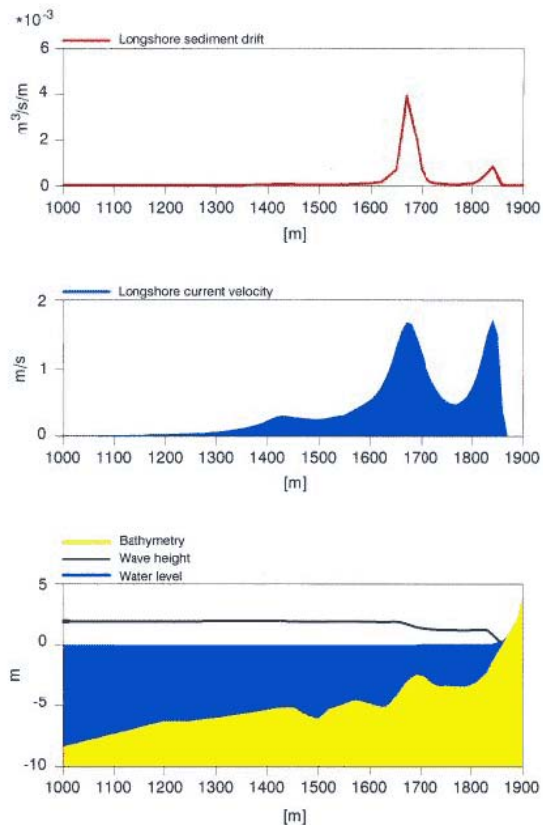 *10-3
Longshore sediment drift
6
4
2
0
m3/s/m
1000 1100 1200 1300 1400 1500 1600 1700 1800 1900
[m]
Longshore current velocity
2
1
0
m/s
1000 1100 1200 1300 1400 1500 1600 1700 1800 1900
[m]
Bathymetry
Wave height
Water level
5
0
-5
-10
m
1000 1100 1200 1300 1400 1500 1600 1700 1800 1900
[m]